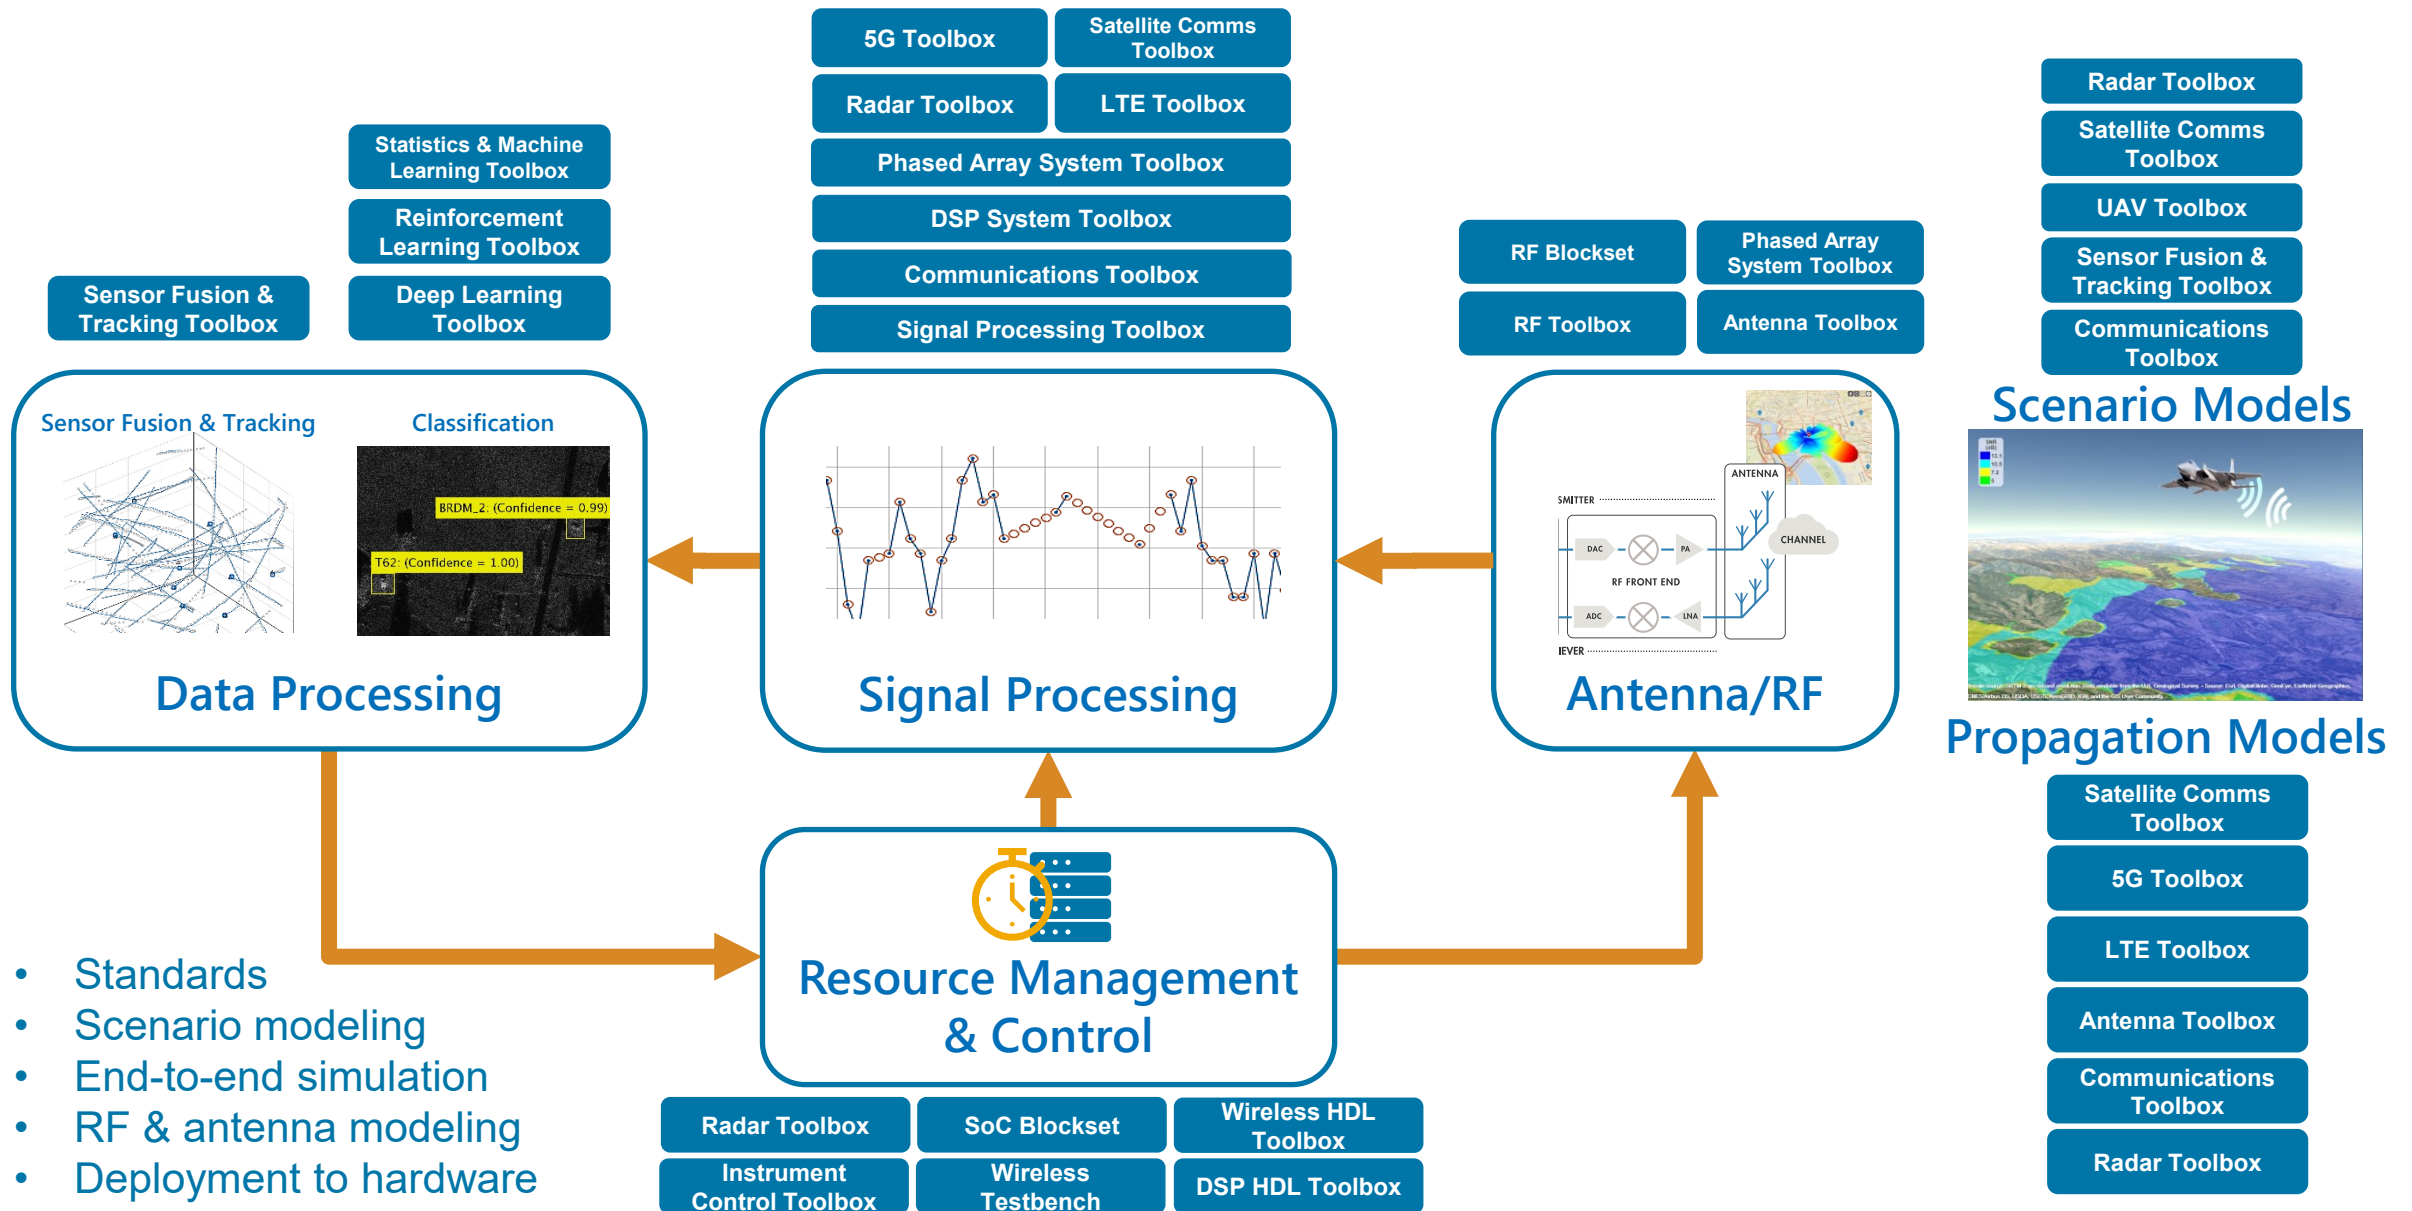 5G Toolbox
Satellite Comms
Toolbox
Radar Toolbox
LTE Toolbox
Phased Array System Toolbox
DSP System Toolbox
Communications Toolbox
Signal Processing Toolbox
Statistics & Machine
Learning Toolbox
Reinforcement
Learning Toolbox
Sensor Fusion &
Tracking Toolbox
Deep Learning
Toolbox
RF Blockset
Phased Array
System Toolbox
RF Toolbox
Antenna Toolbox
Radar Toolbox
Satellite Comms
Toolbox
UAV Toolbox
Sensor Fusion &
Tracking Toolbox
Communications
Toolbox
Sensor Fusion & Tracking
Classification
BRDM_2: (Confidence = 0.99)
T62: (Confidence = 1.00)
Data Processing
Signal Processing
ANTENNA
SMITTER
DAC
PA
CHANNEL
RF FRONT END
ADC
LNA
IEVER
Antenna/RF
Scenario Models
Propagation Models
Satellite Comms
Toolbox
5G Toolbox
LTE Toolbox
Antenna Toolbox
Communications
Toolbox
Radar Toolbox
Resource Management
& Control
Radar Toolbox
SoC Blockset
Wireless HDL
Toolbox
Instrument
Control Toolbox
Wireless
Testbench
DSP HDL Toolbox
• Standards
• Scenario modeling
• End-to-end simulation
• RF & antenna modeling
• Deployment to hardware